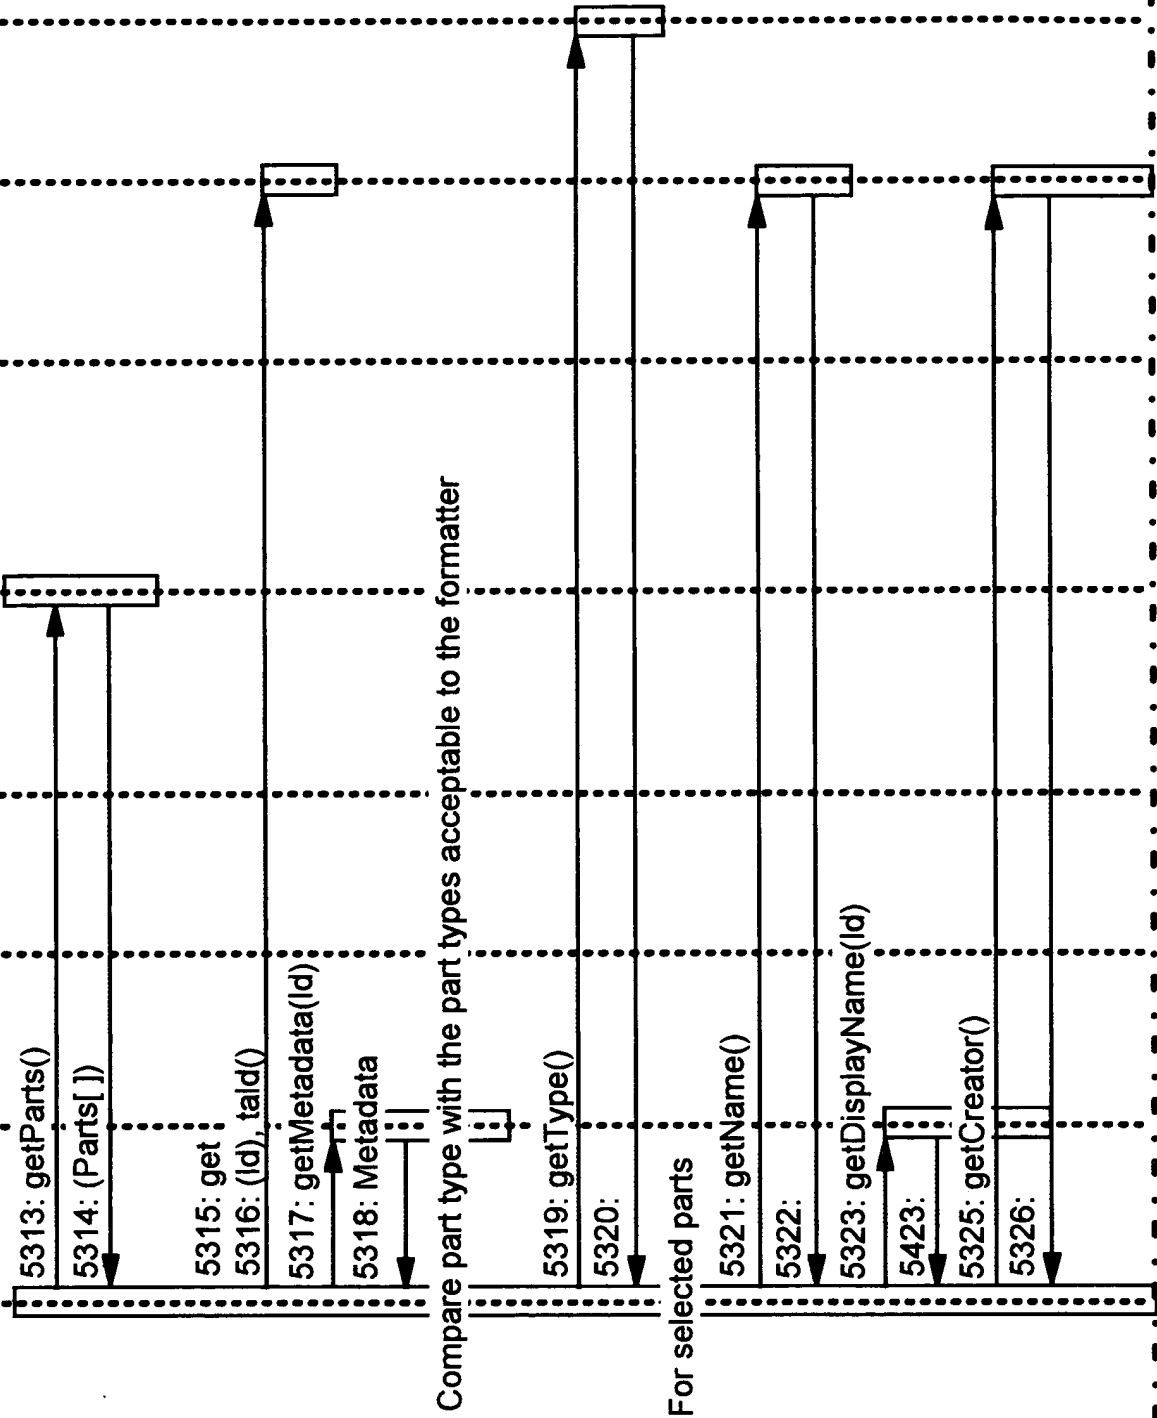 5313: getParts()
5314: (Parts[ ])
5315: get
5316: (Id), taId()
5317: getMetadata(Id)
5318: Metadata
Compare part type with the part types acceptable to the formatter
5319: getType()
5320:
For selected parts
5321: getName()
5322:
5323: getDisplayName(Id)
5423:
5325: getCreator()
5326: